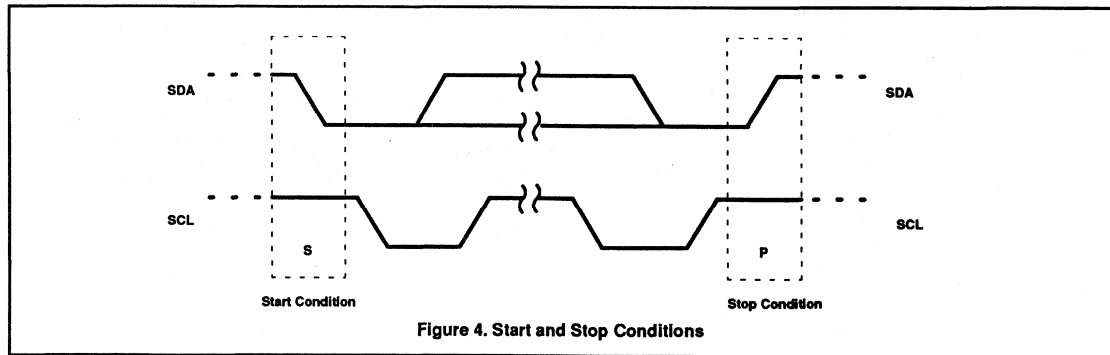 SDA
SDA
SCL
SCL
S
P
Start Condition
Stop Condition
Figure 4. Start and Stop Conditions